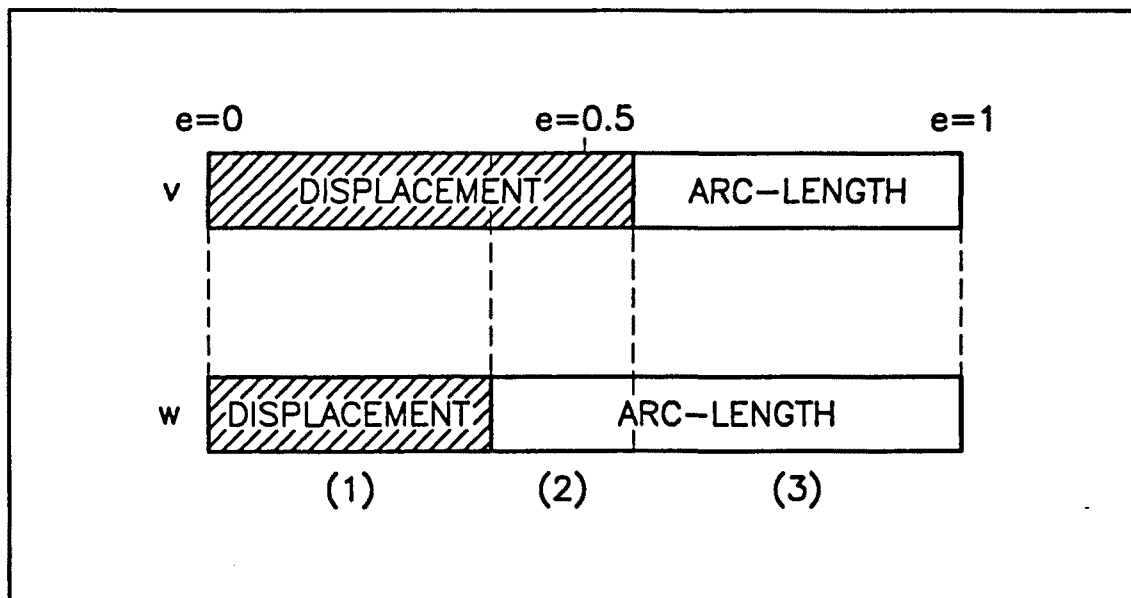 e=0 e=0.5 e=1
v DISPLACEMENT ARC-LENGTH
w DISPLACEMENT ARC-LENGTH
(1) (2) (3)